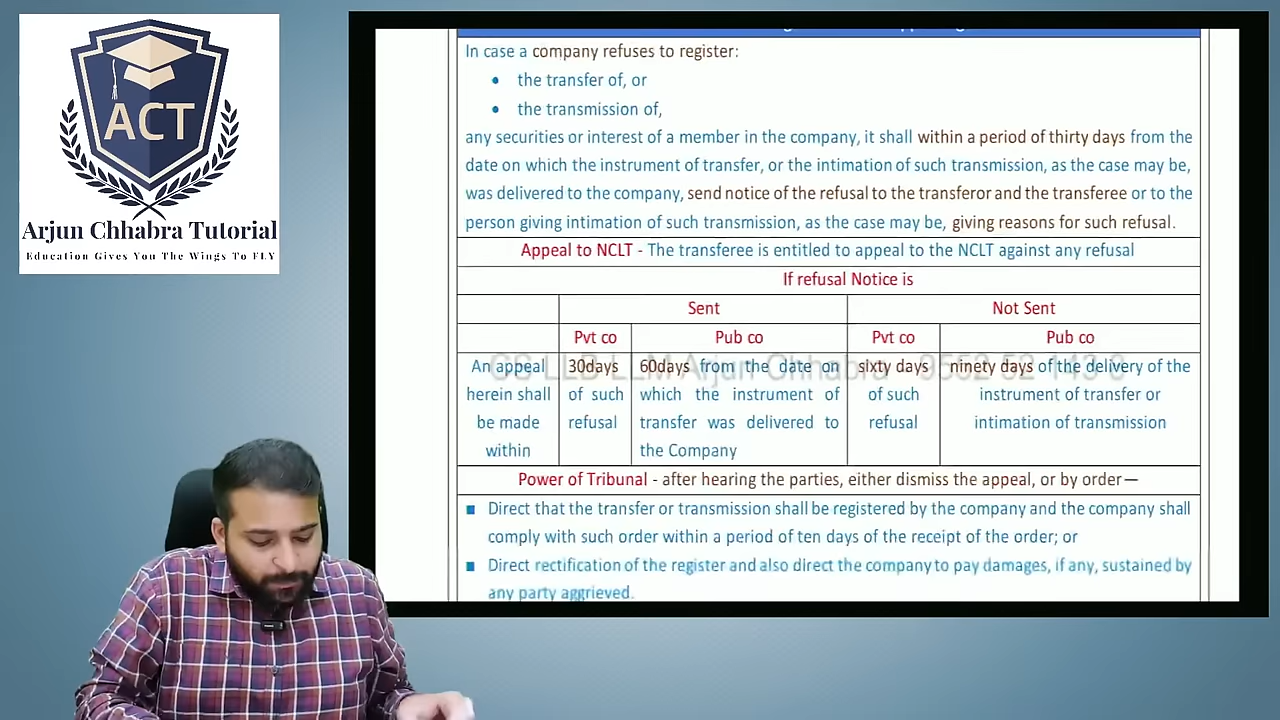 ACT
Arjun Chhabra Tutorial
Education Gives You The Wings To FLY
In case a company refuses to register:
• the transfer of, or
• the transmission of,
any securities or interest of a member in the company, it shall within a period of thirty days from the
date on which the instrument of transfer, or the intimation of such transmission, as the case may be,
was delivered to the company, send notice of the refusal to the transferor and the transferee or to the
person giving intimation of such transmission, as the case may be, giving reasons for such refusal.
Appeal to NCLT - The transferee is entitled to appeal to the NCLT against any refusal
If refusal Notice is
Sent Not Sent
Pvt co Pub co Pvt co Pub co
An appeal 30days 60days from the date on sixty days ninety days of the delivery of the
herein shall of such which the instrument of of such instrument of transfer or
be made refusal transfer was delivered to refusal intimation of transmission
within the Company
CS LLB LLM Arjun Chhabra
Power of Tribunal - after hearing the parties, either dismiss the appeal, or by order—
■ Direct that the transfer or transmission shall be registered by the company and the company shall
comply with such order within a period of ten days of the receipt of the order; or
■ Direct rectification of the register and also direct the company to pay damages, if any, sustained by
any party aggrieved.